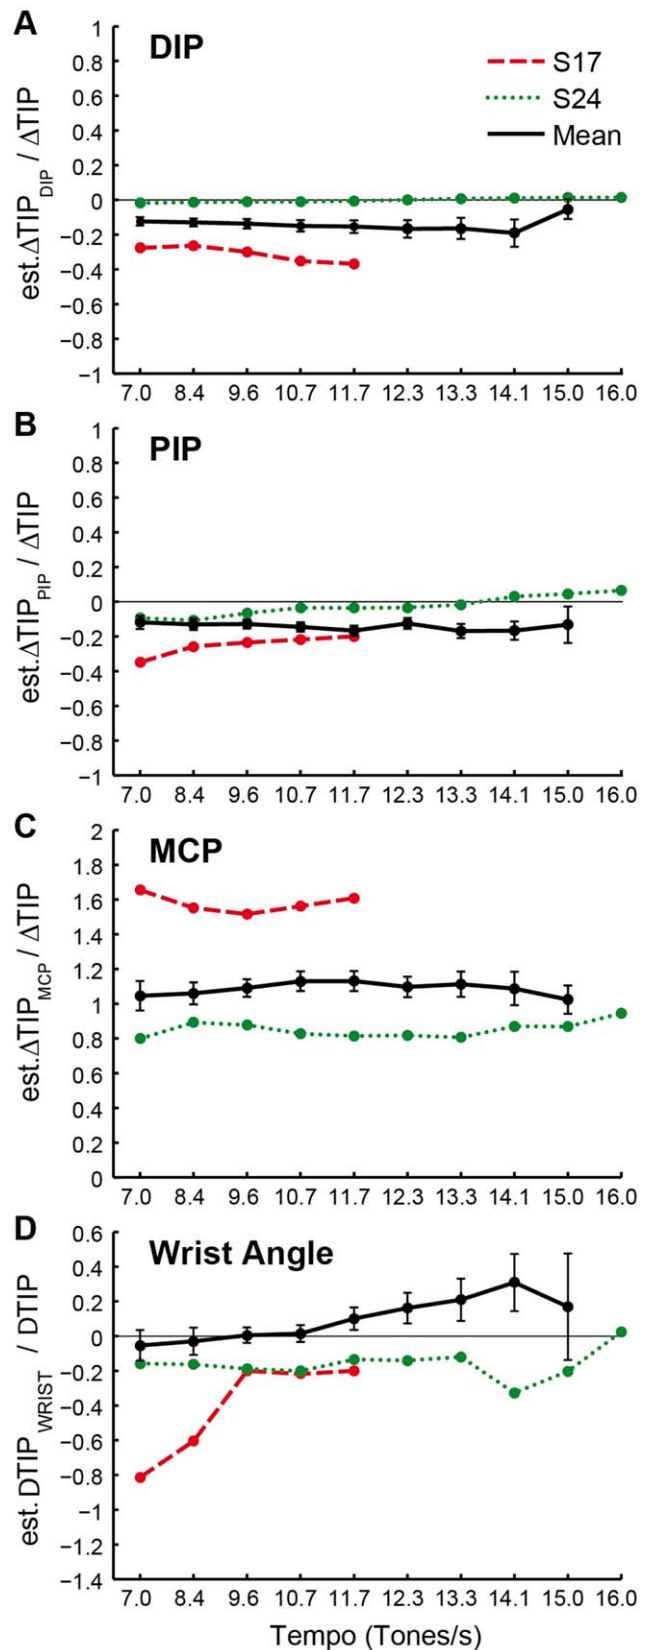 A
DIP
S17
S24
Mean
est.ΔTIP_DIP / ΔTIP
1
0.8
0.6
0.4
0.2
0
−0.2
−0.4
−0.6
−0.8
−1
7.0 8.4 9.6 10.7 11.7 12.3 13.3 14.1 15.0 16.0
B
PIP
est.ΔTIP_PIP / ΔTIP
1
0.8
0.6
0.4
0.2
0
−0.2
−0.4
−0.6
−0.8
−1
7.0 8.4 9.6 10.7 11.7 12.3 13.3 14.1 15.0 16.0
C
MCP
est.ΔTIP_MCP / ΔTIP
2
1.8
1.6
1.4
1.2
1
0.8
0.6
0.4
0.2
0
7.0 8.4 9.6 10.7 11.7 12.3 13.3 14.1 15.0 16.0
D
Wrist Angle
est. DTIP_WRIST / DTIP
0.6
0.4
0.2
0
−0.2
−0.4
−0.6
−0.8
−1
−1.2
−1.4
7.0 8.4 9.6 10.7 11.7 12.3 13.3 14.1 15.0 16.0
Tempo (Tones/s)